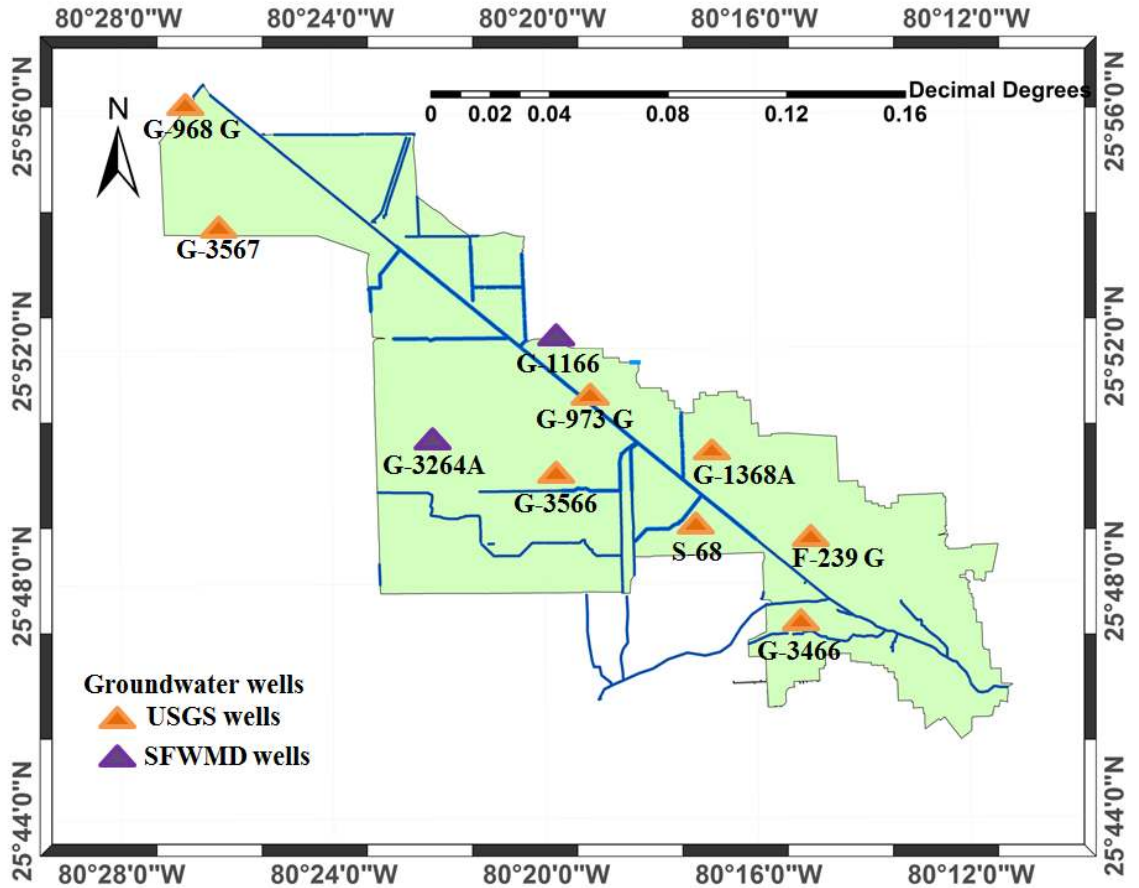 80°28'0"W 80°24'0"W 80°20'0"W 80°16'0"W 80°12'0"W
25°56'0"N
25°56'0"N
N
Decimal Degrees
0 0.02 0.04 0.08 0.12 0.16
G-968 G
G-3567
25°52'0"N
25°52'0"N
G-1166
G-973 G
G-3264A
G-1368A
G-3566
S-68
F-239 G
25°48'0"N
25°48'0"N
G-3466
Groundwater wells
USGS wells
SFWMD wells
25°44'0"N
25°44'0"N
80°28'0"W 80°24'0"W 80°20'0"W 80°16'0"W 80°12'0"W